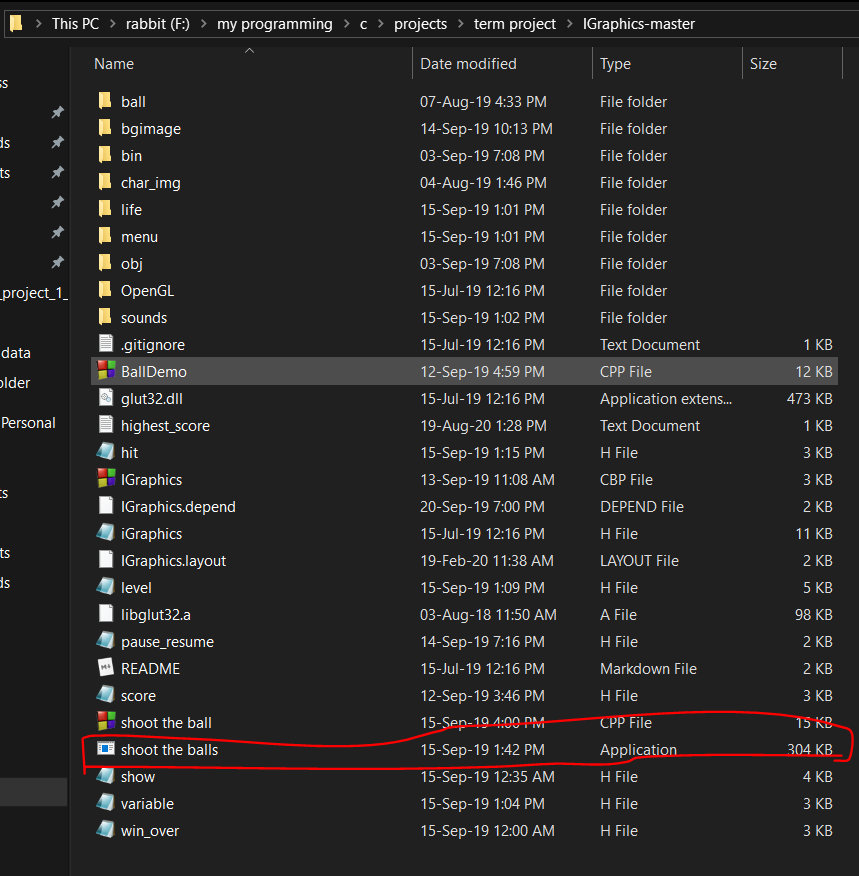 This PC > rabbit (F:) > my programming > c > projects > term project > IGraphics-master
Name Date modified Type Size
ss
ball 07-Aug-19 4:33 PM File folder
bgimage 14-Sep-19 10:13 PM File folder
ds
bin 03-Sep-19 7:08 PM File folder
ts
char_img 04-Aug-19 1:46 PM File folder
life 15-Sep-19 1:01 PM File folder
menu 15-Sep-19 1:01 PM File folder
obj 03-Sep-19 7:08 PM File folder
_project_1_
OpenGL 15-Jul-19 12:16 PM File folder
sounds 15-Sep-19 1:02 PM File folder
.gitignore 15-Jul-19 12:16 PM Text Document 1 KB
data
BallDemo 12-Sep-19 4:59 PM CPP File 12 KB
older
glut32.dll 15-Jul-19 12:16 PM Application extens... 473 KB
Personal
highest_score 19-Aug-20 1:28 PM Text Document 1 KB
hit 15-Sep-19 1:15 PM H File 3 KB
IGraphics 13-Sep-19 11:08 AM CBP File 3 KB
ts
IGraphics.depend 20-Sep-19 7:00 PM DEPEND File 2 KB
iGraphics 15-Jul-19 12:16 PM H File 11 KB
ts
IGraphics.layout 19-Feb-20 11:38 AM LAYOUT File 2 KB
ds
level 15-Sep-19 1:09 PM H File 5 KB
libglut32.a 03-Aug-18 11:50 AM A File 98 KB
pause_resume 14-Sep-19 7:16 PM H File 2 KB
README 15-Jul-19 12:16 PM Markdown File 2 KB
score 12-Sep-19 3:46 PM H File 3 KB
shoot the ball 15-Sep-19 4:00 PM CPP File 15 KB
shoot the balls 15-Sep-19 1:42 PM Application 304 KB
show 15-Sep-19 12:35 AM H File 4 KB
variable 15-Sep-19 1:04 PM H File 3 KB
win_over 15-Sep-19 12:00 AM H File 3 KB